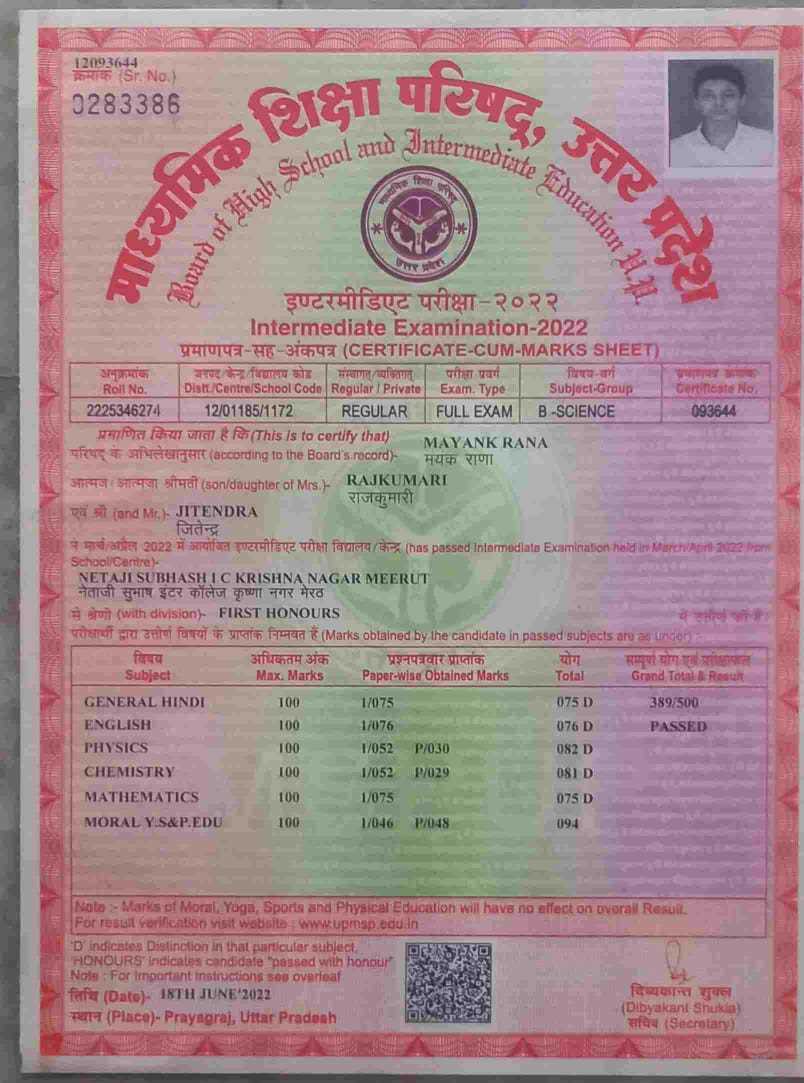 12093644
क्रमांक (Sr. No.)
0283386
माध्यमिक शिक्षा परिषद्, उत्तर प्रदेश
Board of High School and Intermediate Education U.P.
माध्यमिक शिक्षा परिषद
उत्तर प्रदेश
इण्टरमीडिएट परीक्षा-२०२२
Intermediate Examination-2022
प्रमाणपत्र-सह-अंकपत्र (CERTIFICATE-CUM-MARKS SHEET)
अनुक्रमांक जनपद/केन्द्र/विद्यालय कोड संस्थागत/व्यक्तिगत परीक्षा प्रवर्ग विषय-वर्ग प्रमाणपत्र क्रमांक
Roll No. Distt./Centre/School Code Regular / Private Exam. Type Subject-Group Certificate No.
2225346274 12/01185/1172 REGULAR FULL EXAM B -SCIENCE 093644
प्रमाणित किया जाता है कि (This is to certify that) MAYANK RANA
परिषद् के अभिलेखानुसार (according to the Board's record)- मयंक राणा
आत्मज/आत्मजा श्रीमती (son/daughter of Mrs.)- RAJKUMARI
राजकुमारी
एवं श्री (and Mr.)- JITENDRA
जितेन्द्र
ने मार्च/अप्रैल 2022 में आयोजित इण्टरमीडिएट परीक्षा विद्यालय/केन्द्र (has passed Intermediate Examination held in March/April 2022 from
School/Centre)-
NETAJI SUBHASH I C KRISHNA NAGAR MEERUT
नेताजी सुभाष इंटर कॉलेज कृष्णा नगर मेरठ
से श्रेणी (with division)- FIRST HONOURS में उत्तीर्ण की है।
परीक्षार्थी द्वारा उत्तीर्ण विषयों के प्राप्तांक निम्नवत हैं (Marks obtained by the candidate in passed subjects are as under) :-
विषय अधिकतम अंक प्रश्नपत्रवार प्राप्तांक योग सम्पूर्ण योग एवं परीक्षाफल
Subject Max. Marks Paper-wise Obtained Marks Total Grand Total & Result
GENERAL HINDI 100 1/075 075 D 389/500
ENGLISH 100 1/076 076 D PASSED
PHYSICS 100 1/052 P/030 082 D
CHEMISTRY 100 1/052 P/029 081 D
MATHEMATICS 100 1/075 075 D
MORAL Y.S&P.EDU 100 1/046 P/048 094
Note :- Marks of Moral, Yoga, Sports and Physical Education will have no effect on overall Result.
For result verification visit website : www.upmsp.edu.in
'D' indicates Distinction in that particular subject,
'HONOURS' indicates candidate "passed with honour"
Note : For important instructions see overleaf
तिथि (Date)- 18TH JUNE'2022
स्थान (Place)- Prayagraj, Uttar Pradesh
दिब्यकान्त शुक्ल
(Dibyakant Shukla)
सचिव (Secretary)